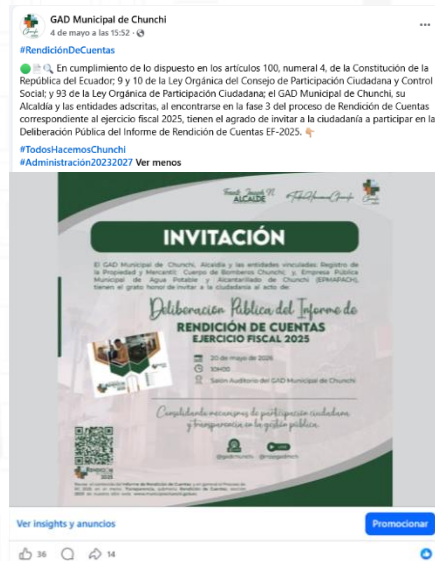 GAD Municipal de Chunchi
4 de mayo a las 15:52 ·
#RendiciónDeCuentas
En cumplimiento de lo dispuesto en los artículos 100, numeral 4, de la Constitución de la
República del Ecuador; 9 y 10 de la Ley Orgánica del Consejo de Participación Ciudadana y Control
Social; y 93 de la Ley Orgánica de Participación Ciudadana; el GAD Municipal de Chunchi, su
Alcaldía y las entidades adscritas, al encontrarse en la fase 3 del proceso de Rendición de Cuentas
correspondiente al ejercicio fiscal 2025, tienen el agrado de invitar a la ciudadanía a participar en la
Deliberación Pública del Informe de Rendición de Cuentas EF-2025.
#TodosHacemosChunchi
#Administración20232027 Ver menos
ALCALDE
#TodosHacemosChunchi
INVITACIÓN
El GAD Municipal de Chunchi, Alcaldía y las entidades vinculadas: Registro de
la Propiedad y Mercantil; Cuerpo de Bomberos Chunchi; y, Empresa Pública
Municipal de Agua Potable y Alcantarillado de Chunchi (EPMAPACH),
tienen el grato honor de invitar a la ciudadanía al acto de:
Deliberación Pública del Informe de
RENDICIÓN DE CUENTAS
EJERCICIO FISCAL 2025
20 de mayo de 2026
10H00
Salón Auditorio del GAD Municipal de Chunchi
Consolidando mecanismos de participación ciudadana
y transparencia en la gestión pública.
Ver insights y anuncios
Promocionar
36
14